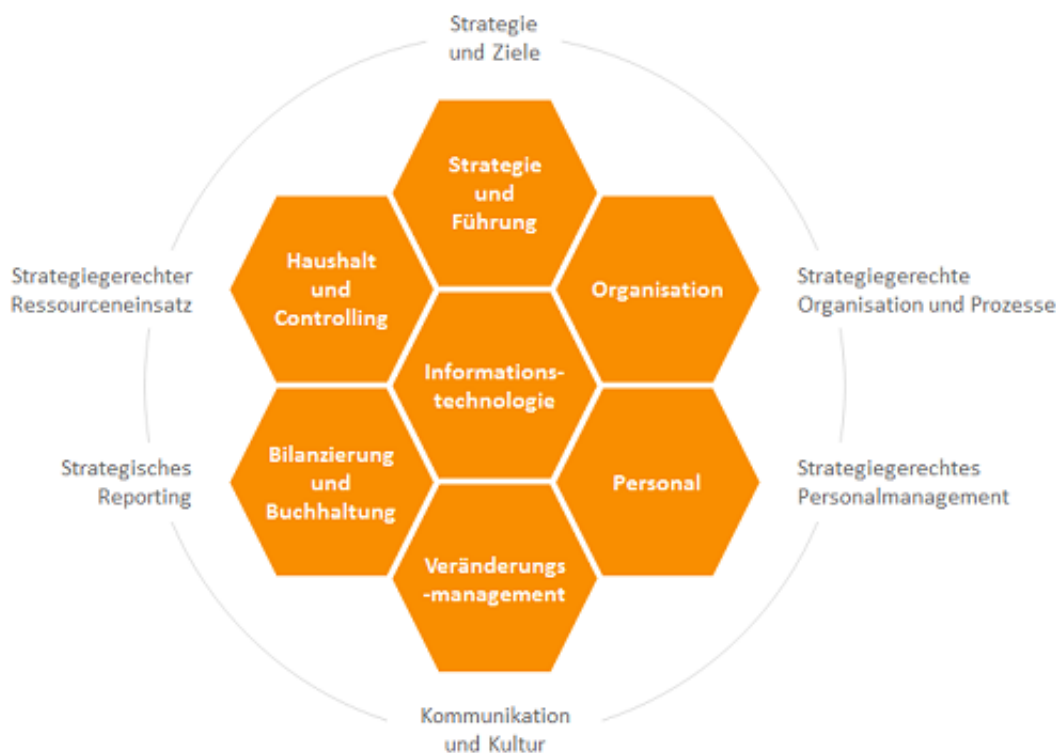 Strategie
und Ziele
Strategie
und
Führung
Haushalt
und
Controlling
Organisation
Strategiegerechter
Ressourceneinsatz
Strategiegerechte
Organisation und Prozesse
Informations-
technologie
Bilanzierung
und
Buchhaltung
Personal
Strategisches
Reporting
Strategiegerechtes
Personalmanagement
Veränderungs
-management
Kommunikation
und Kultur